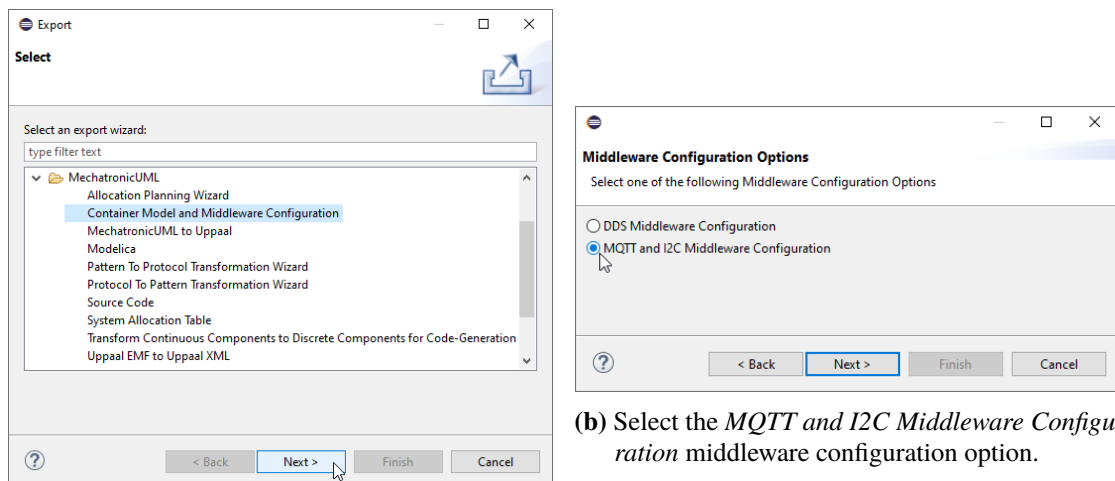 Export
Select
Select an export wizard:
type filter text
MechatronicUML
Allocation Planning Wizard
Container Model and Middleware Configuration
MechatronicUML to Uppaal
Modelica
Pattern To Protocol Transformation Wizard
Protocol To Pattern Transformation Wizard
Source Code
System Allocation Table
Transform Continuous Components to Discrete Components for Code-Generation
Uppaal EMF to Uppaal XML
< Back Next > Finish Cancel
Middleware Configuration Options
Select one of the following Middleware Configuration Options
DDS Middleware Configuration
MQTT and I2C Middleware Configuration
< Back Next > Finish Cancel
(b) Select the MQTT and I2C Middleware Configu
ration middleware configuration option.